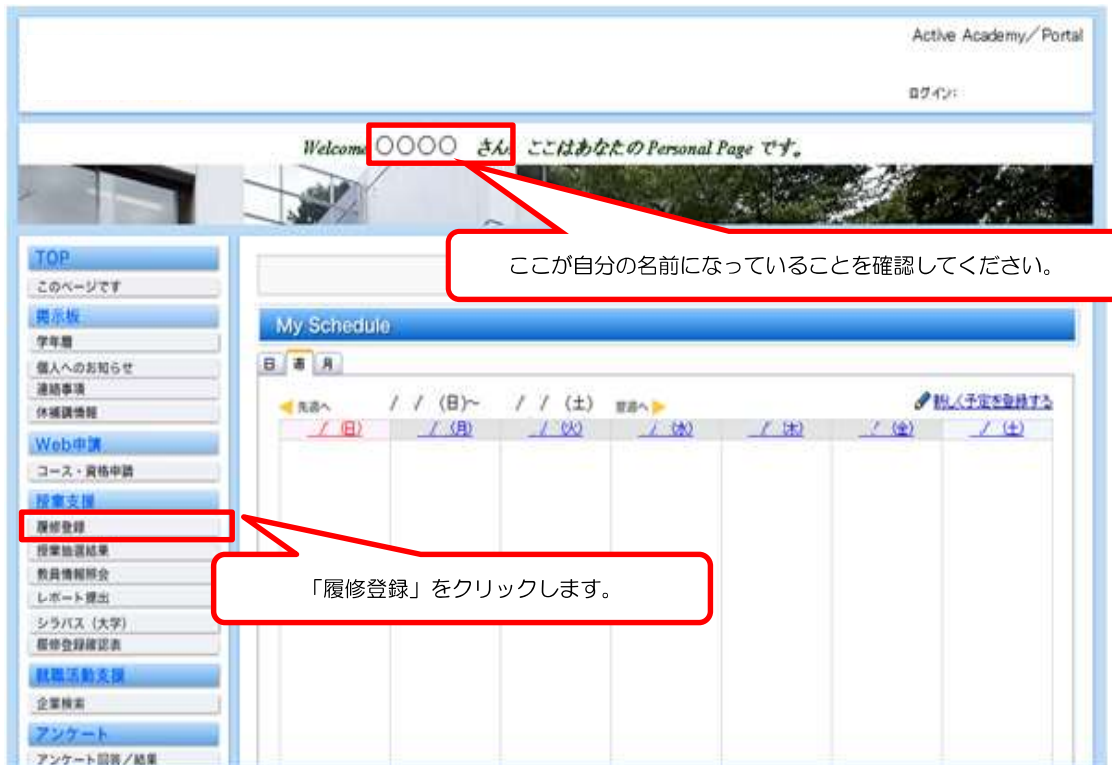 Active Academy／Portal
ログイン:
Welcome ○○○○ さん ここはあなたの Personal Page です。
ここが自分の名前になっていることを確認してください。
TOP
このページです
掲示板
学年暦
個人へのお知らせ
連絡事項
休補講情報
Web申請
コース・資格申請
授業支援
履修登録
授業抽選結果
教員情報照会
レポート提出
シラバス（大学）
履修登録確認表
就職活動支援
企業検索
アンケート
アンケート回答／結果
My Schedule
日 週 月
先週へ / / （日）~ / / （土） 翌週へ
新しく予定を登録する
/ （日） / （月） / （火） / （水） / （木） / （金） / （土）
「履修登録」をクリックします。